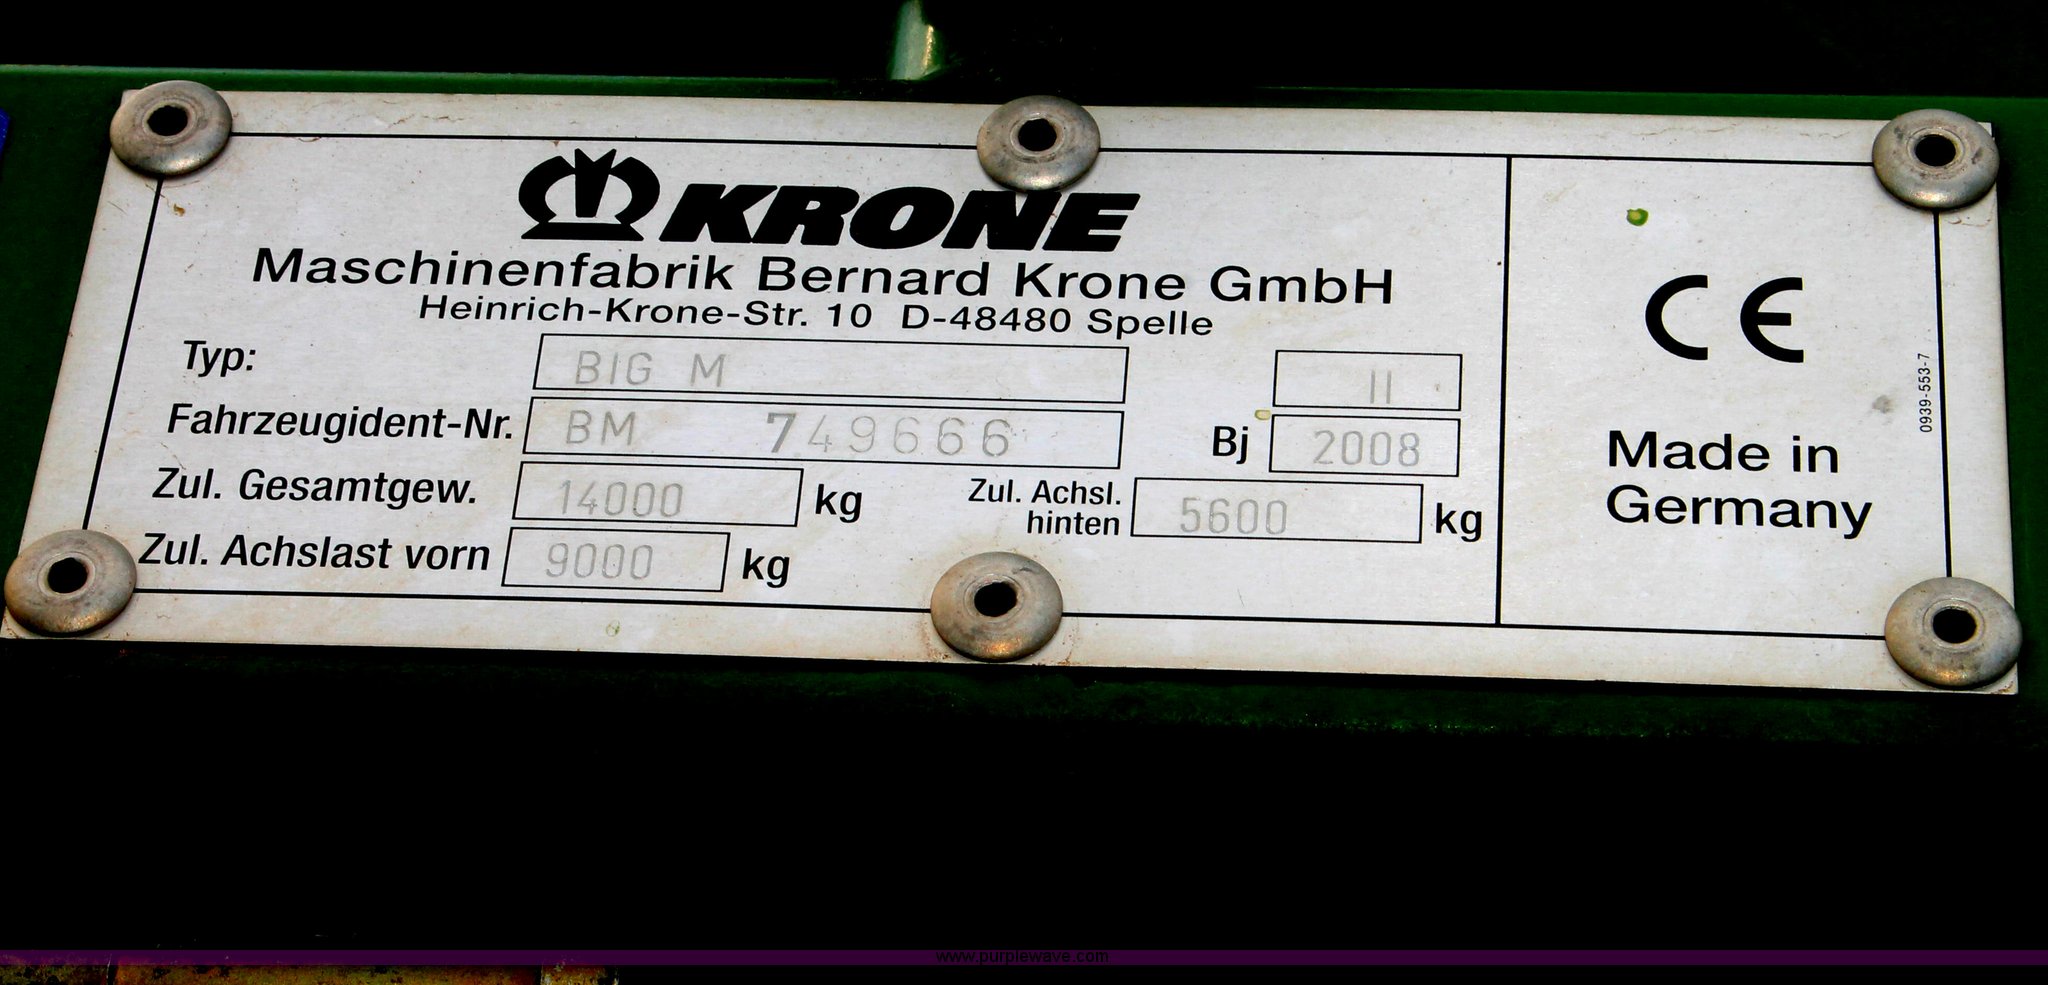 KRONE
Maschinenfabrik Bernard Krone GmbH
Heinrich-Krone-Str. 10 D-48480 Spelle
Typ: BIG M II
Fahrzeugident-Nr. BM 749666 Bj 2008
Zul. Gesamtgew. 14000 kg Zul. Achsl. hinten 5600 kg
Zul. Achslast vorn 9000 kg
CE
Made in
Germany
0939-553-7
www.purplewave.com